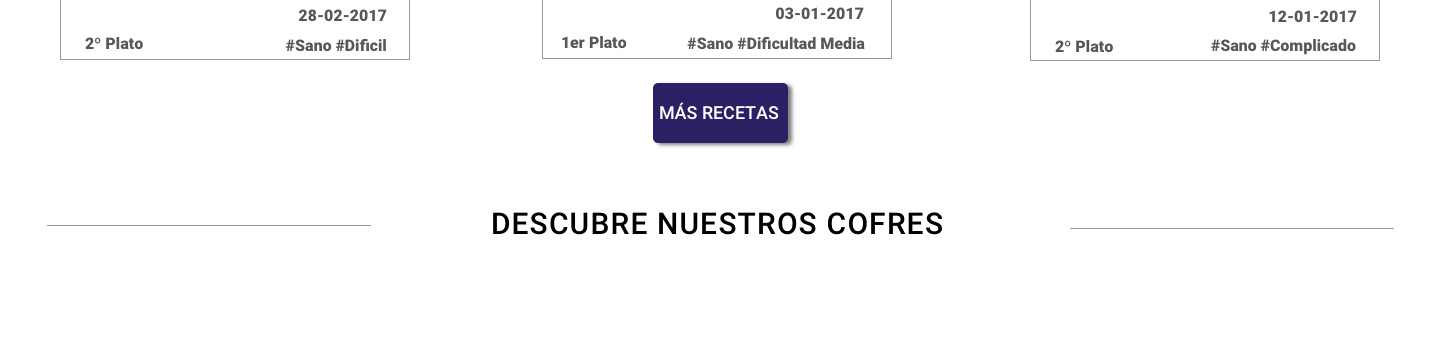 28-02-2017
2º Plato #Sano #Dificil
03-01-2017
1er Plato #Sano #Dificultad Media
12-01-2017
2º Plato #Sano #Complicado
MÁS RECETAS
DESCUBRE NUESTROS COFRES